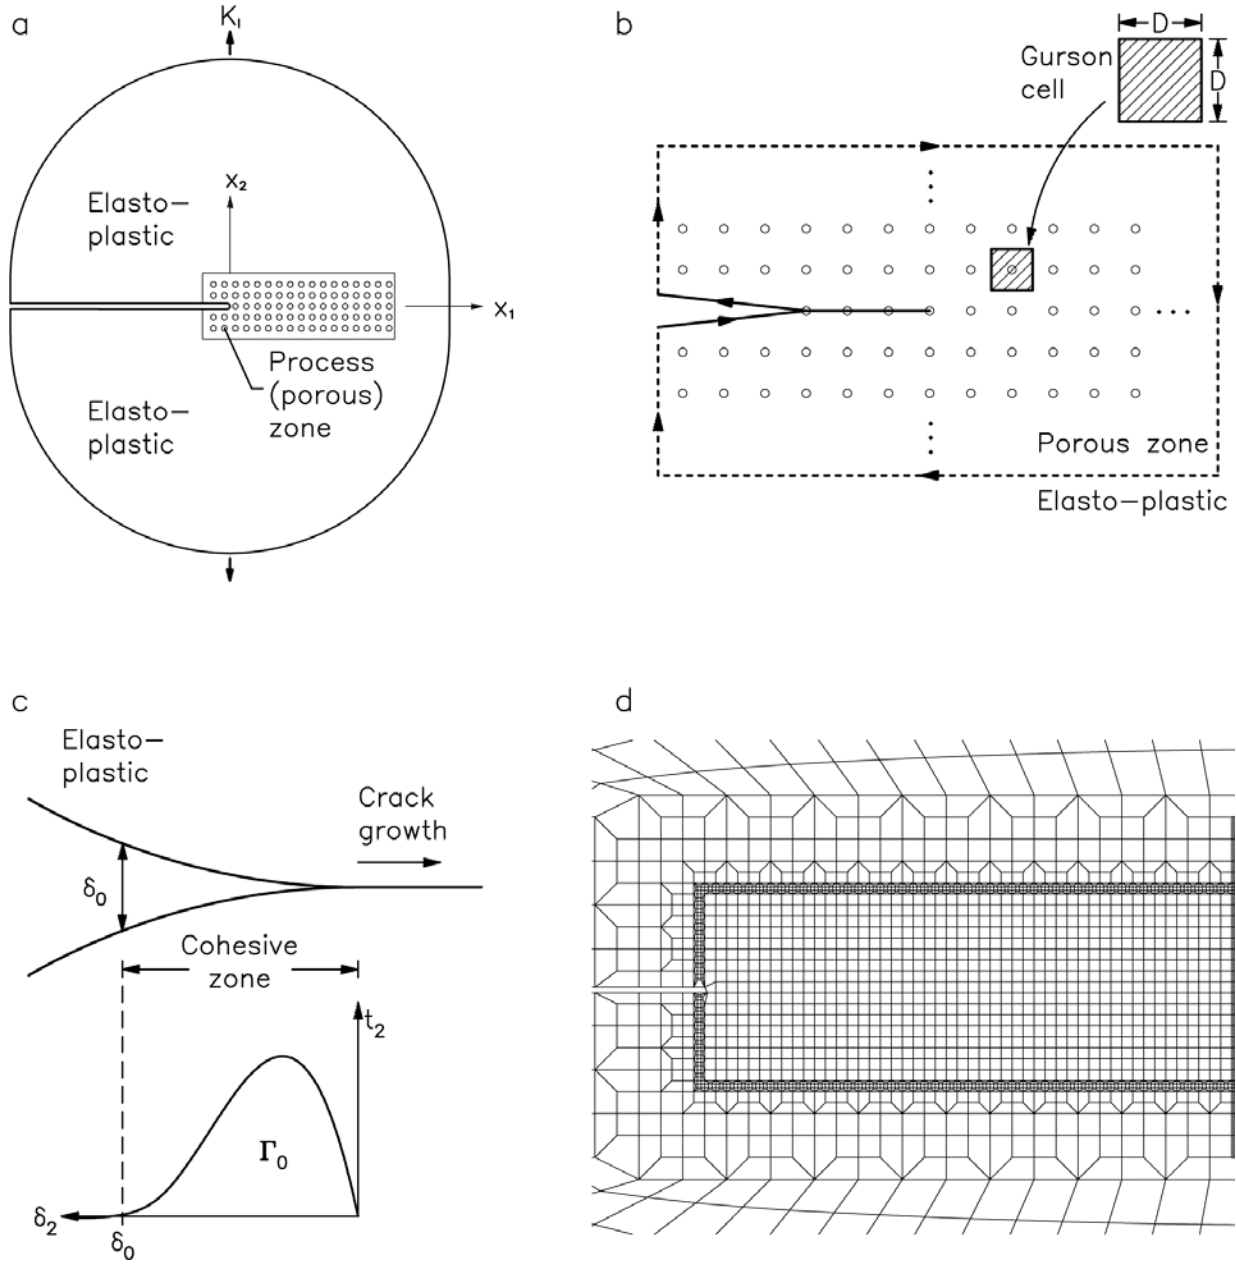 a
K₁
x₂
Elasto-
plastic
x₁
Process
(porous)
zone
Elasto-
plastic
b
D
Gurson
cell
D
Porous zone
Elasto-plastic
c
Elasto-
plastic
Crack
growth
δ₀
Cohesive
zone
t₂
Γ₀
δ₂
δ₀
d